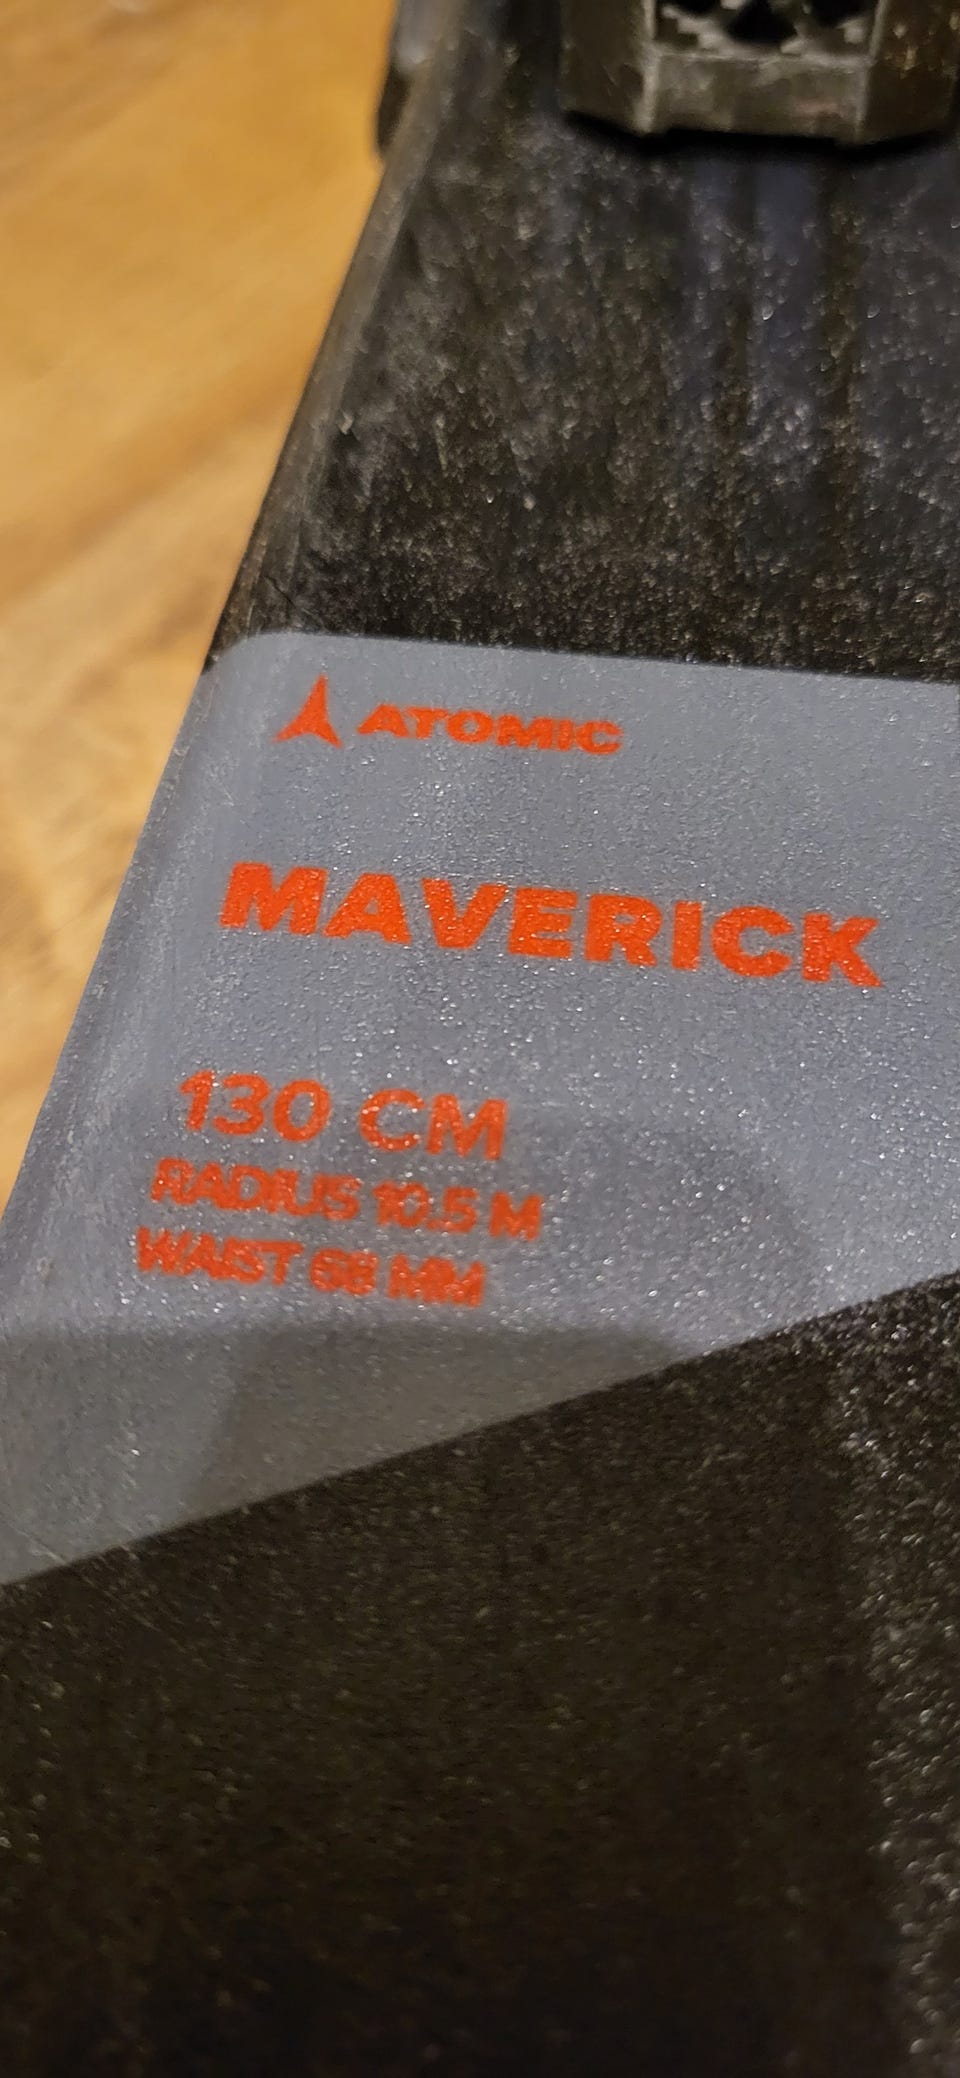 ATOMIC
MAVERICK
130 CM
RADIUS 10.5 M
WAIST 68 MM